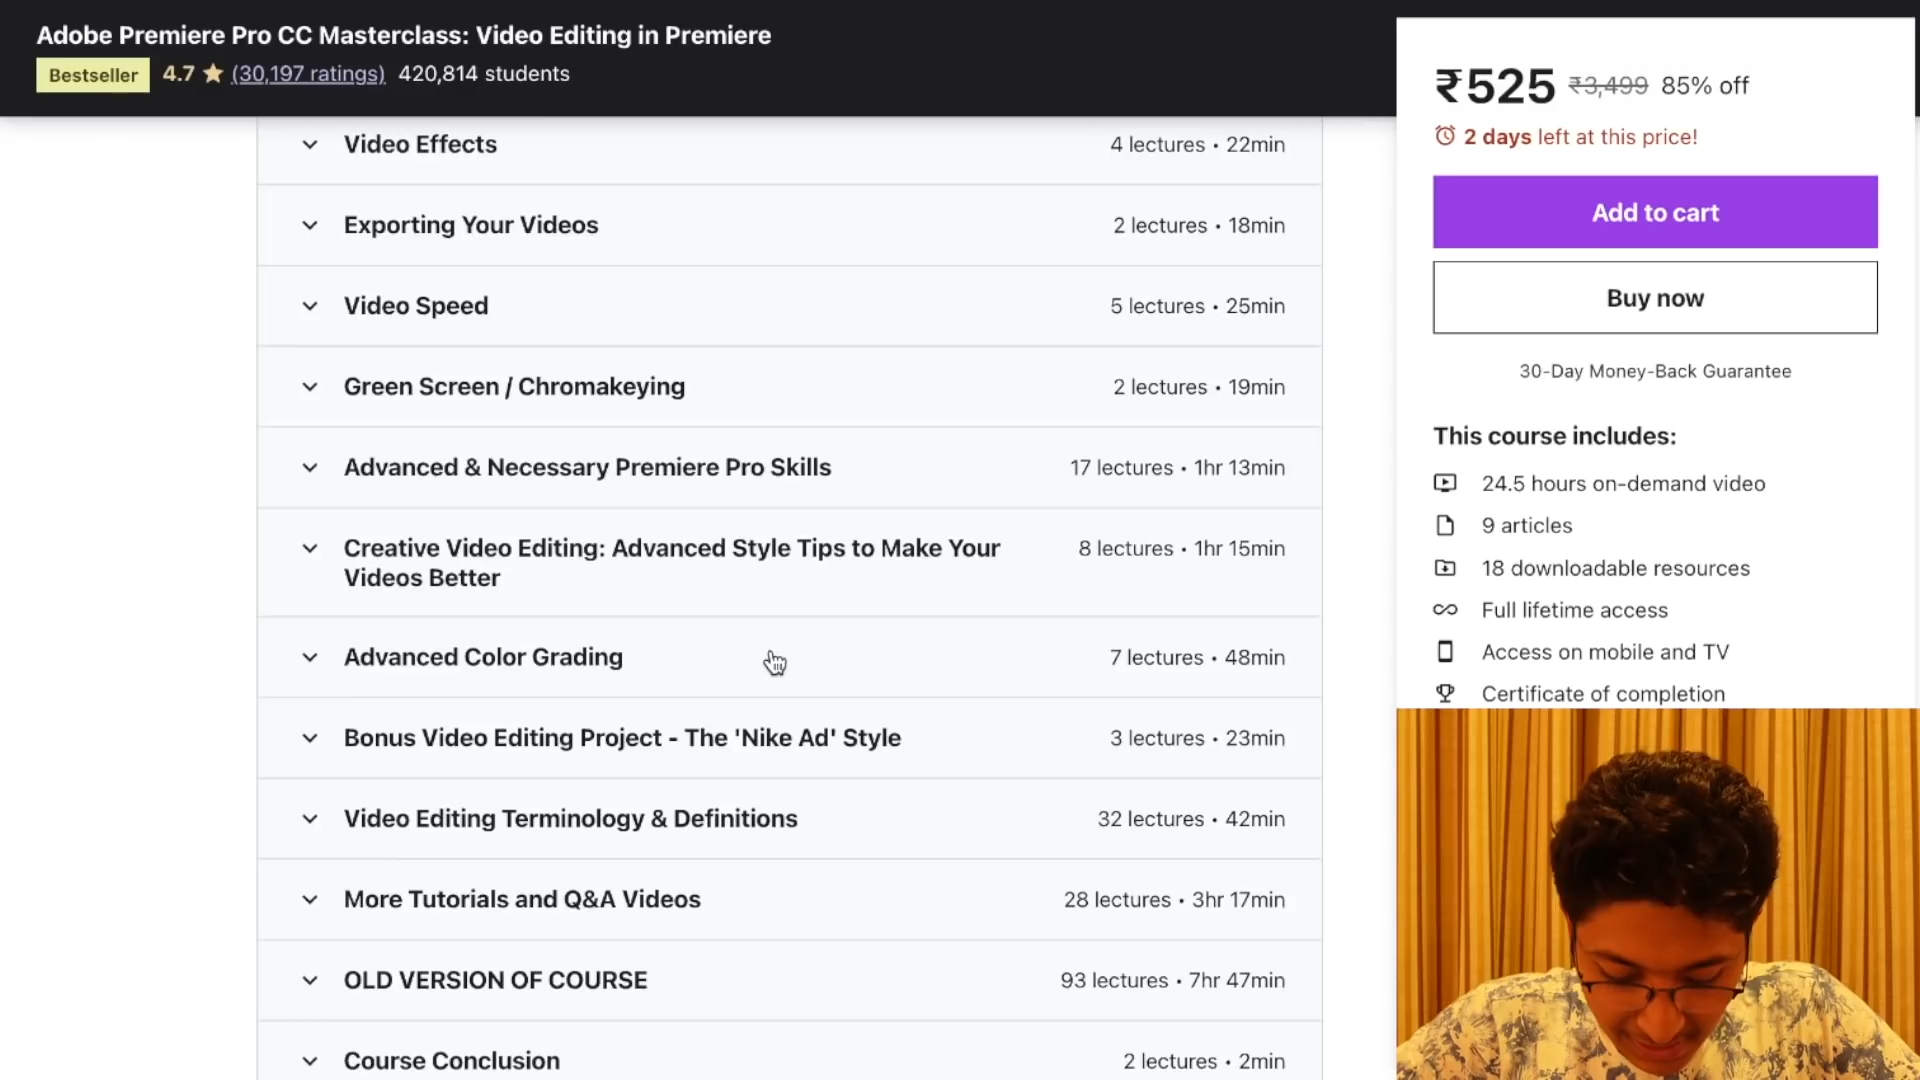 Adobe Premiere Pro CC Masterclass: Video Editing in Premiere
Bestseller 4.7 (30,197 ratings) 420,814 students
Video Effects 4 lectures • 22min
Exporting Your Videos 2 lectures • 18min
Video Speed 5 lectures • 25min
Green Screen / Chromakeying 2 lectures • 19min
Advanced & Necessary Premiere Pro Skills 17 lectures • 1hr 13min
Creative Video Editing: Advanced Style Tips to Make Your 8 lectures • 1hr 15min
Videos Better
Advanced Color Grading 7 lectures • 48min
Bonus Video Editing Project - The 'Nike Ad' Style 3 lectures • 23min
Video Editing Terminology & Definitions 32 lectures • 42min
More Tutorials and Q&A Videos 28 lectures • 3hr 17min
OLD VERSION OF COURSE 93 lectures • 7hr 47min
Course Conclusion 2 lectures • 2min
₹525 ₹3,499 85% off
2 days left at this price!
Add to cart
Buy now
30-Day Money-Back Guarantee
This course includes:
24.5 hours on-demand video
9 articles
18 downloadable resources
Full lifetime access
Access on mobile and TV
Certificate of completion